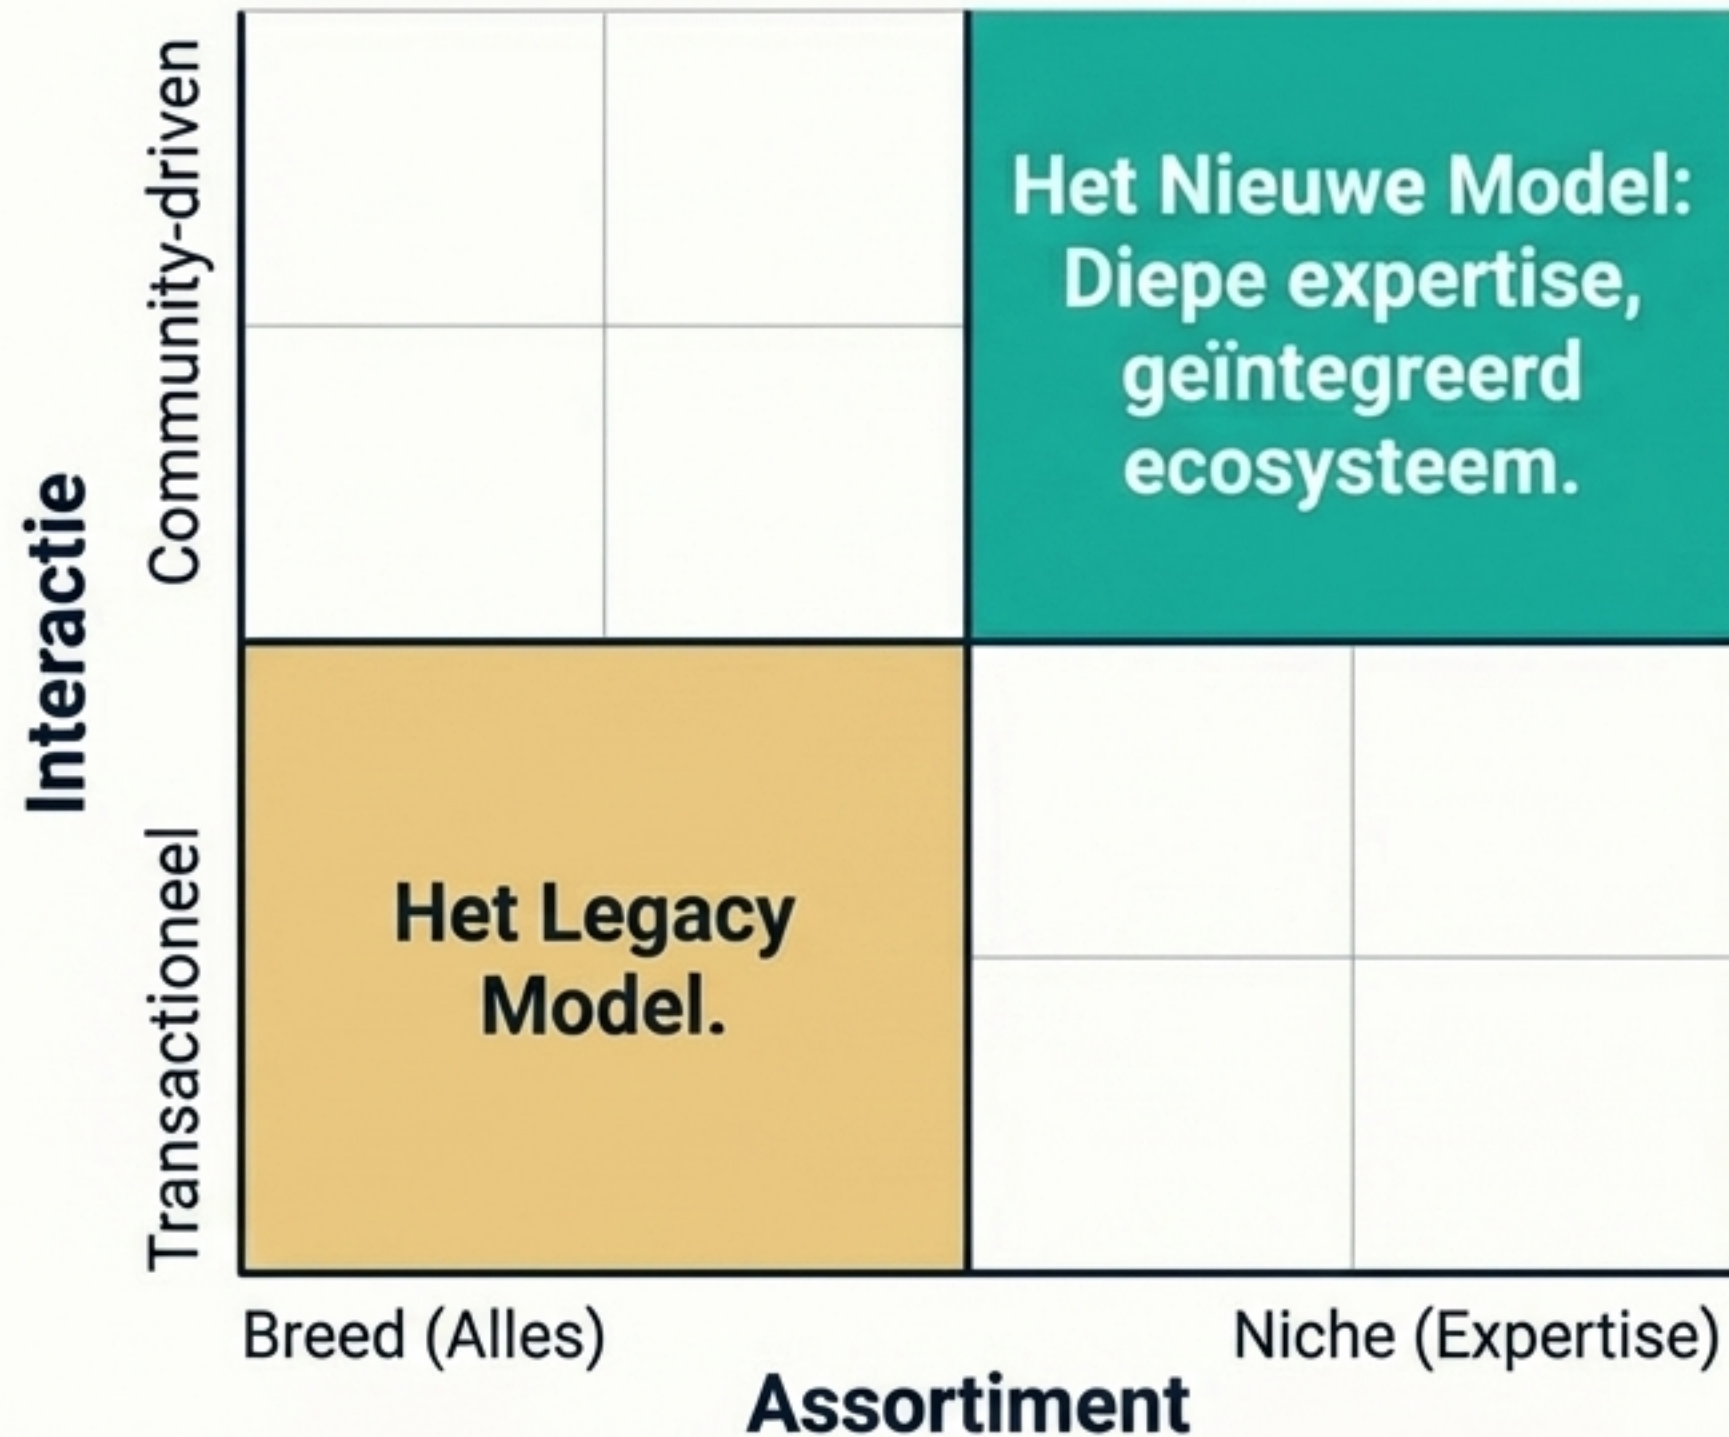 Interactie
Community-driven
Transactioneel
Het Nieuwe Model:
Diepe expertise,
geïntegreerd
ecosysteem.
Het Legacy
Model.
Breed (Alles)
Niche (Expertise)
Assortiment